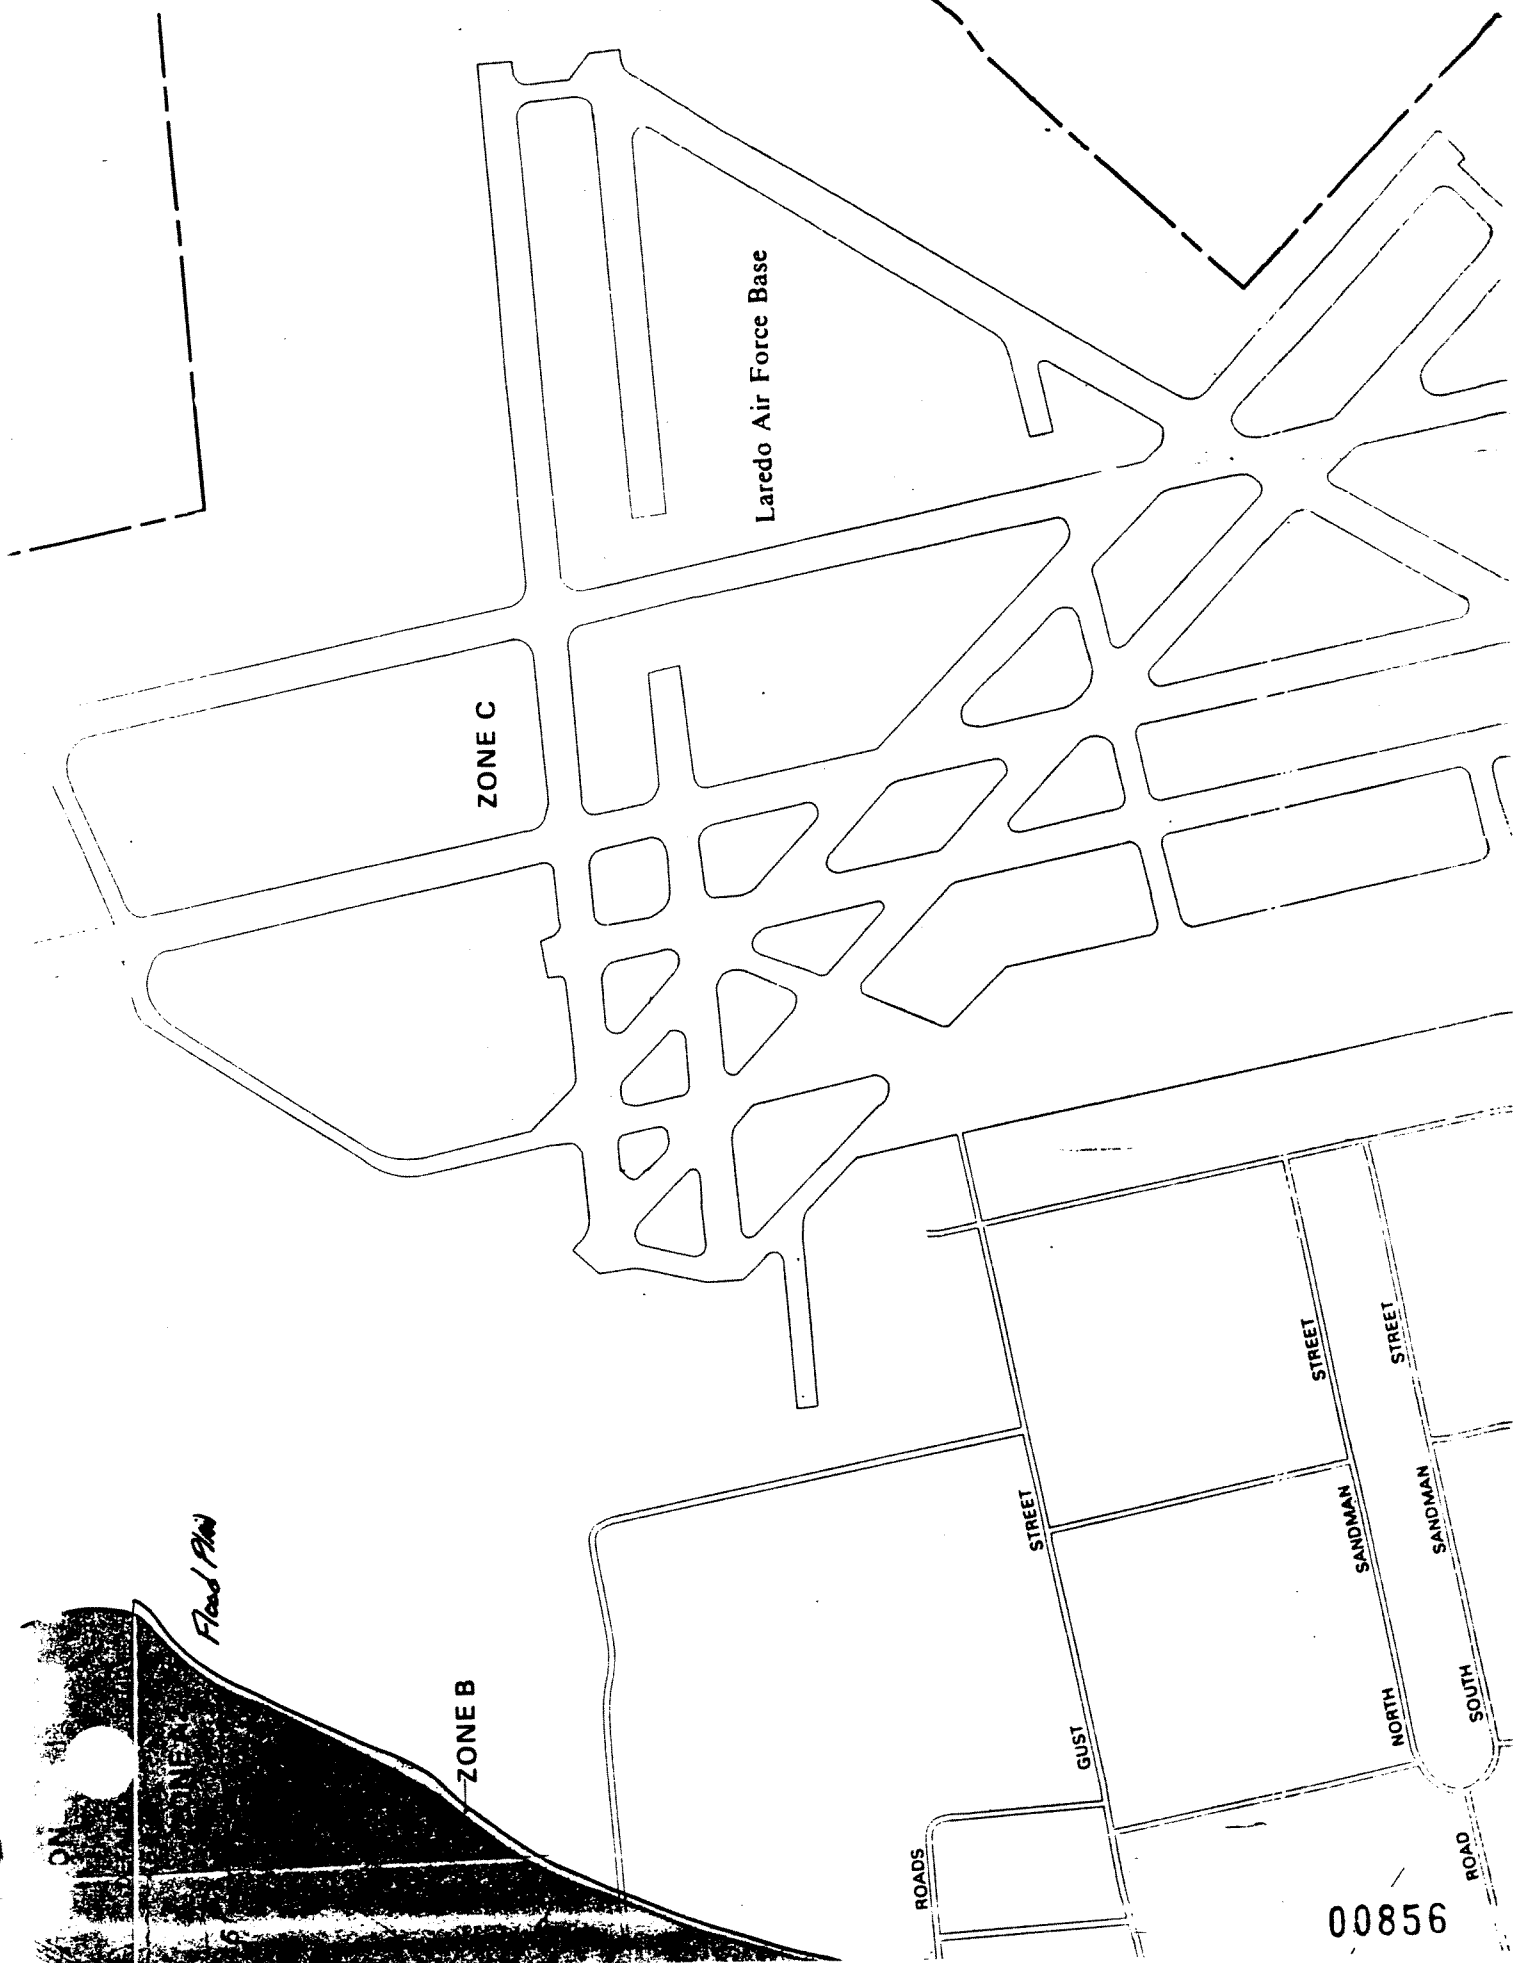 Laredo Air Force Base
ZONE C
Flood Plain
ZONE B
STREET
STREET
STREET
SANDMAN
SANDMAN
GUST
NORTH
SOUTH
ROADS
ROAD
ON
00856